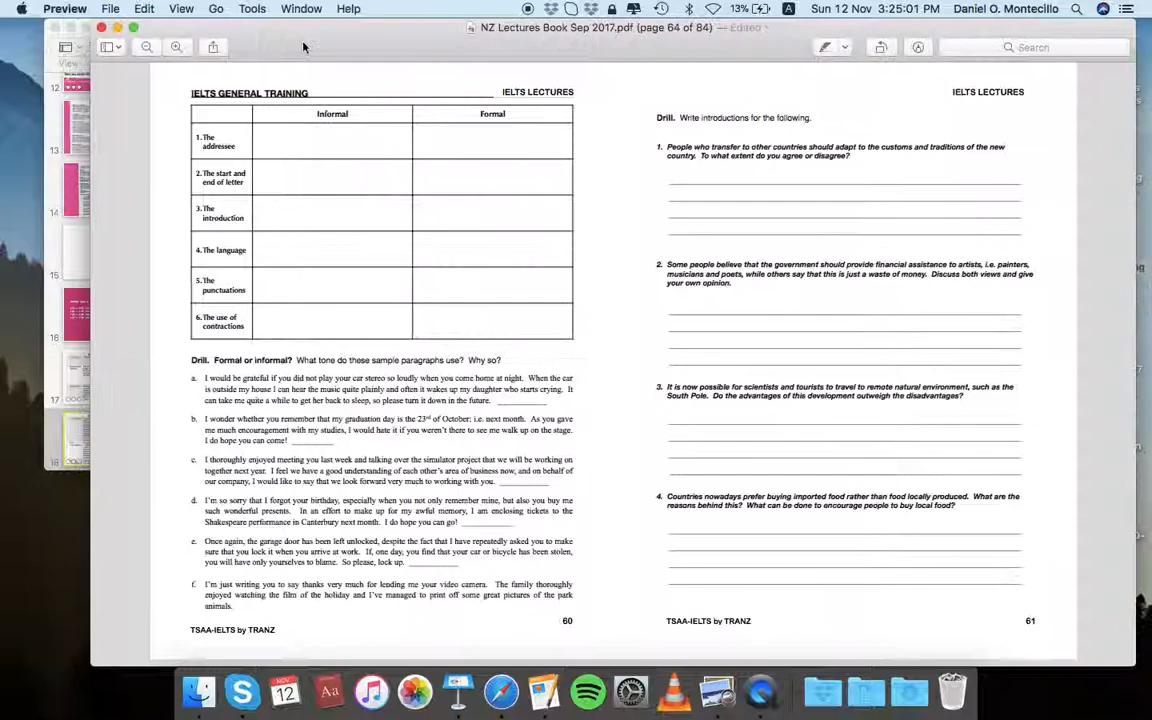 Preview File Edit View Go Tools Window Help
13% Sun 12 Nov 3:25:01 PM Daniel O. Montecillo
NZ Lectures Book Sep 2017.pdf (page 64 of 84) — Edited
Search
View
12
13
14
15
16
17
18
IELTS GENERAL TRAINING IELTS LECTURES
Informal Formal
1. The
addressee
2. The start and
end of letter
3. The
introduction
4. The language
5. The
punctuations
6. The use of
contractions
Drill. Formal or informal? What tone do these sample paragraphs use? Why so?
a. I would be grateful if you did not play your car stereo so loudly when you come home at night. When the car
is outside my house I can hear the music quite plainly and often it wakes up my daughter who starts crying. It
can take me quite a while to get her back to sleep, so please turn it down in the future.
b. I wonder whether you remember that my graduation day is the 23rd of October; i.e. next month. As you gave
me much encouragement with my studies, I would hate it if you weren't there to see me walk up on the stage.
I do hope you can come!
c. I thoroughly enjoyed meeting you last week and talking over the simulator project that we will be working on
together next year. I feel we have a good understanding of each other's area of business now, and on behalf of
our company, I would like to say that we look forward very much to working with you.
d. I'm so sorry that I forgot your birthday, especially when you not only remember mine, but also you buy me
such wonderful presents. In an effort to make up for my awful memory, I am enclosing tickets to the
Shakespeare performance in Canterbury next month. I do hope you can go!
e. Once again, the garage door has been left unlocked, despite the fact that I have repeatedly asked you to make
sure that you lock it when you arrive at work. If, one day, you find that your car or bicycle has been stolen,
you will have only yourselves to blame. So please, lock up.
f. I'm just writing you to say thanks very much for lending me your video camera. The family thoroughly
enjoyed watching the film of the holiday and I've managed to print off some great pictures of the park
animals.
60
TSAA-IELTS by TRANZ
IELTS LECTURES
Drill. Write introductions for the following.
1. People who transfer to other countries should adapt to the customs and traditions of the new
country. To what extent do you agree or disagree?
2. Some people believe that the government should provide financial assistance to artists, i.e. painters,
musicians and poets, while others say that this is just a waste of money. Discuss both views and give
your own opinion.
3. It is now possible for scientists and tourists to travel to remote natural environment, such as the
South Pole. Do the advantages of this development outweigh the disadvantages?
4. Countries nowadays prefer buying imported food rather than food locally produced. What are the
reasons behind this? What can be done to encourage people to buy local food?
TSAA-IELTS by TRANZ 61
NOV
12
Aa